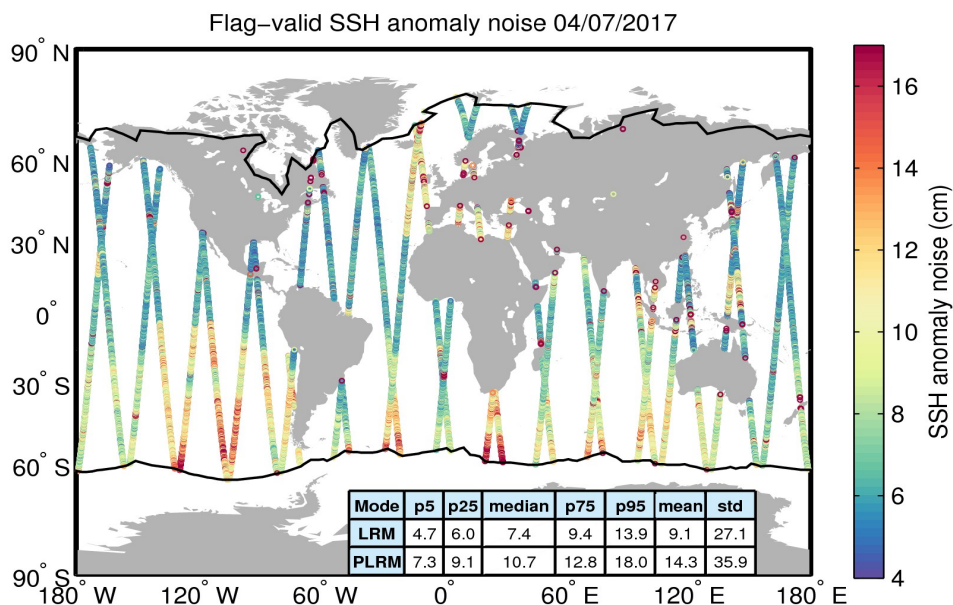 Flag−valid SSH anomaly noise 04/07/2017
90° N
60° N
30° N
0°
30° S
60° S
90° S
180° W
120° W
60° W
0°
60° E
120° E
180° E
16
14
12
10
8
6
4
SSH anomaly noise (cm)
Mode p5 p25 median p75 p95 mean std
LRM 4.7 6.0 7.4 9.4 13.9 9.1 27.1
PLRM 7.3 9.1 10.7 12.8 18.0 14.3 35.9